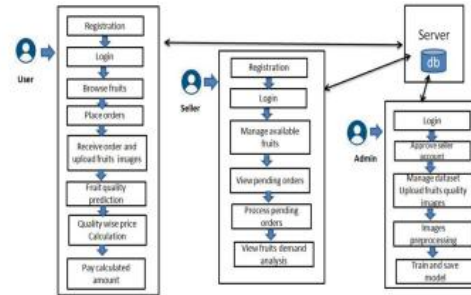 Registration
Login
Browse fruits
Place orders
Receive order and
upload fruits images
Fruit quality
prediction
Quality wise price
Calculation
Pay calculated
amount
User
Registration
Login
Manage available
fruits
View pending orders
Process pending
orders
View fruits demand
analysis
Seller
Server
db
Login
Approve seller
account
Manage dataset
Upload fruits quality
images
Images
preprocessing
Train and save
model
Admin